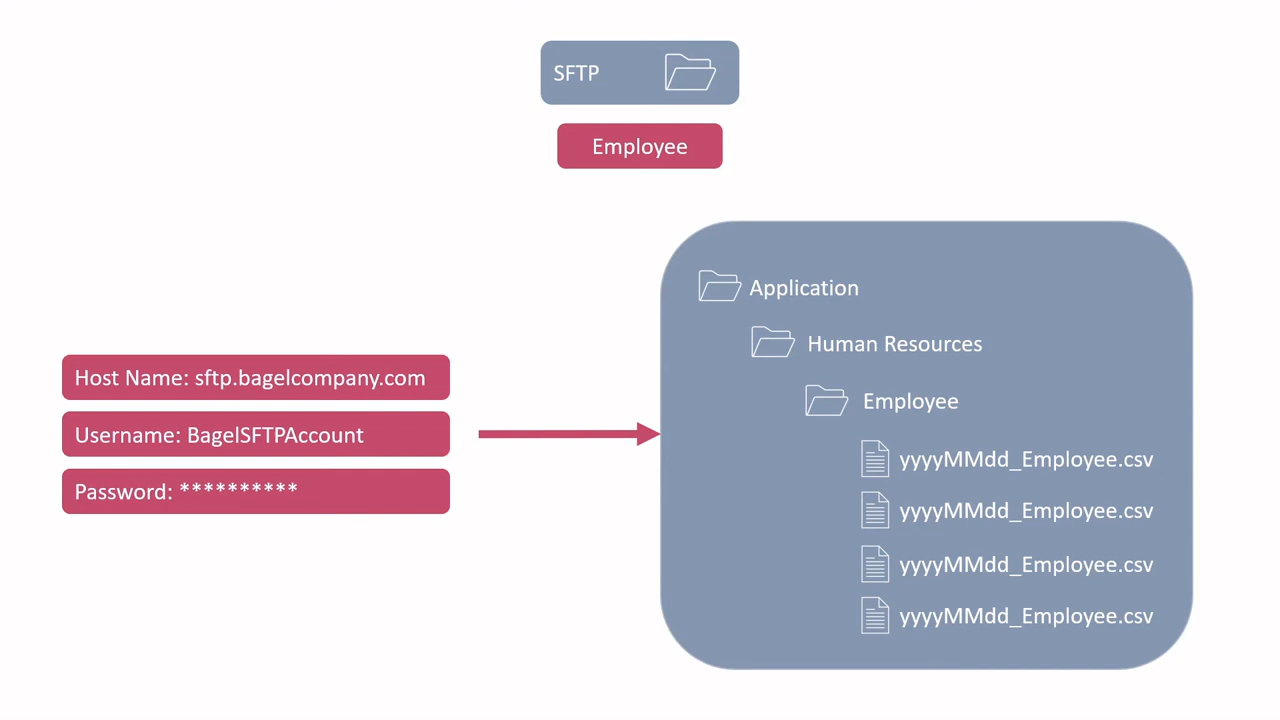 SFTP
Employee
Application
Human Resources
Employee
Host Name: sftp.bagelcompany.com
Username: BagelSFTPAccount
Password: **********
yyyyMMdd_Employee.csv
yyyyMMdd_Employee.csv
yyyyMMdd_Employee.csv
yyyyMMdd_Employee.csv